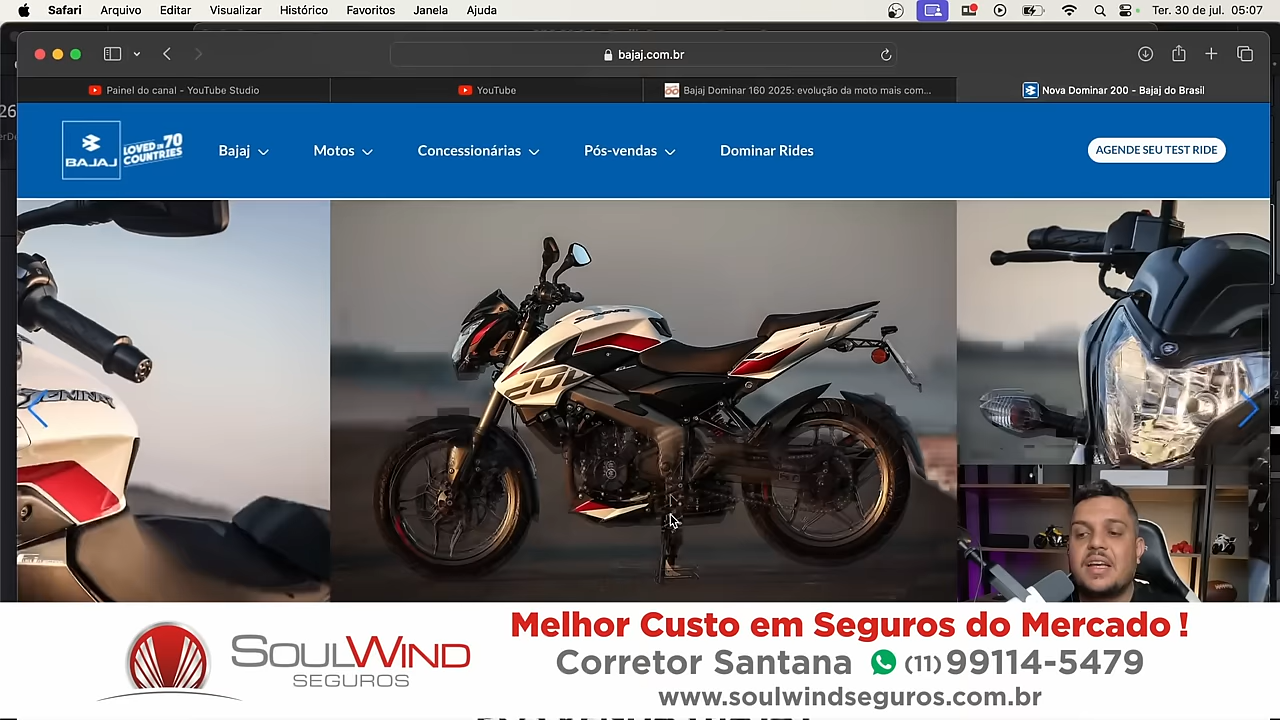 Safari Arquivo Editar Visualizar Histórico Favoritos Janela Ajuda Ter. 30 de jul. 05:07
bajaj.com.br
Painel do canal - YouTube Studio
YouTube
Bajaj Dominar 160 2025: evolução da moto mais com...
Nova Dominar 200 - Bajaj do Brasil
BAJAJ
LOVED IN 70
COUNTRIES
Bajaj
Motos
Concessionárias
Pós-vendas
Dominar Rides
AGENDE SEU TEST RIDE
Melhor Custo em Seguros do Mercado !
SOULWIND
SEGUROS
Corretor Santana (11) 99114-5479
www.soulwindseguros.com.br